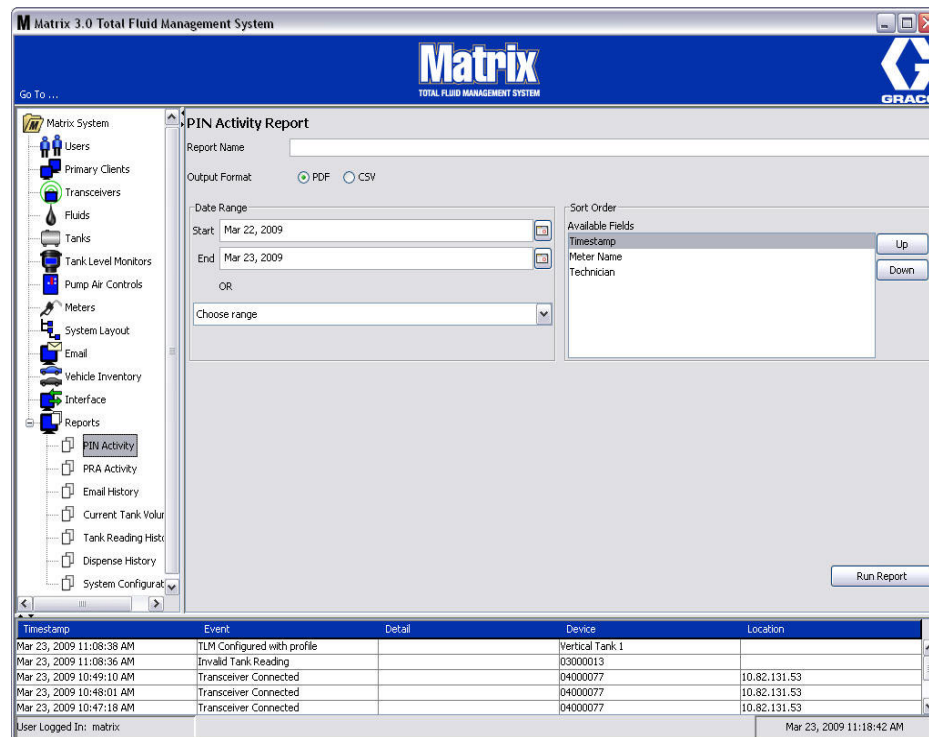 M Matrix 3.0 Total Fluid Management System
Matrix
TOTAL FLUID MANAGEMENT SYSTEM
Go To ...
G
GRACO
Matrix System
Users
Primary Clients
Transceivers
Fluids
Tanks
Tank Level Monitors
Pump Air Controls
Meters
System Layout
Email
Vehicle Inventory
Interface
Reports
PIN Activity
PRA Activity
Email History
Current Tank Volur
Tank Reading Histo
Dispense History
System Configurat
PIN Activity Report
Report Name
Output Format PDF CSV
Date Range
Start Mar 22, 2009
End Mar 23, 2009
OR
Choose range
Sort Order
Available Fields
Timestamp
Meter Name
Technician
Up
Down
Run Report
Timestamp Event Detail Device Location
Mar 23, 2009 11:08:38 AM TLM Configured with profile Vertical Tank 1
Mar 23, 2009 11:08:36 AM Invalid Tank Reading 03000013
Mar 23, 2009 10:49:10 AM Transceiver Connected 04000077 10.82.131.53
Mar 23, 2009 10:48:01 AM Transceiver Connected 04000077 10.82.131.53
Mar 23, 2009 10:47:18 AM Transceiver Connected 04000077 10.82.131.53
User Logged In: matrix Mar 23, 2009 11:18:42 AM